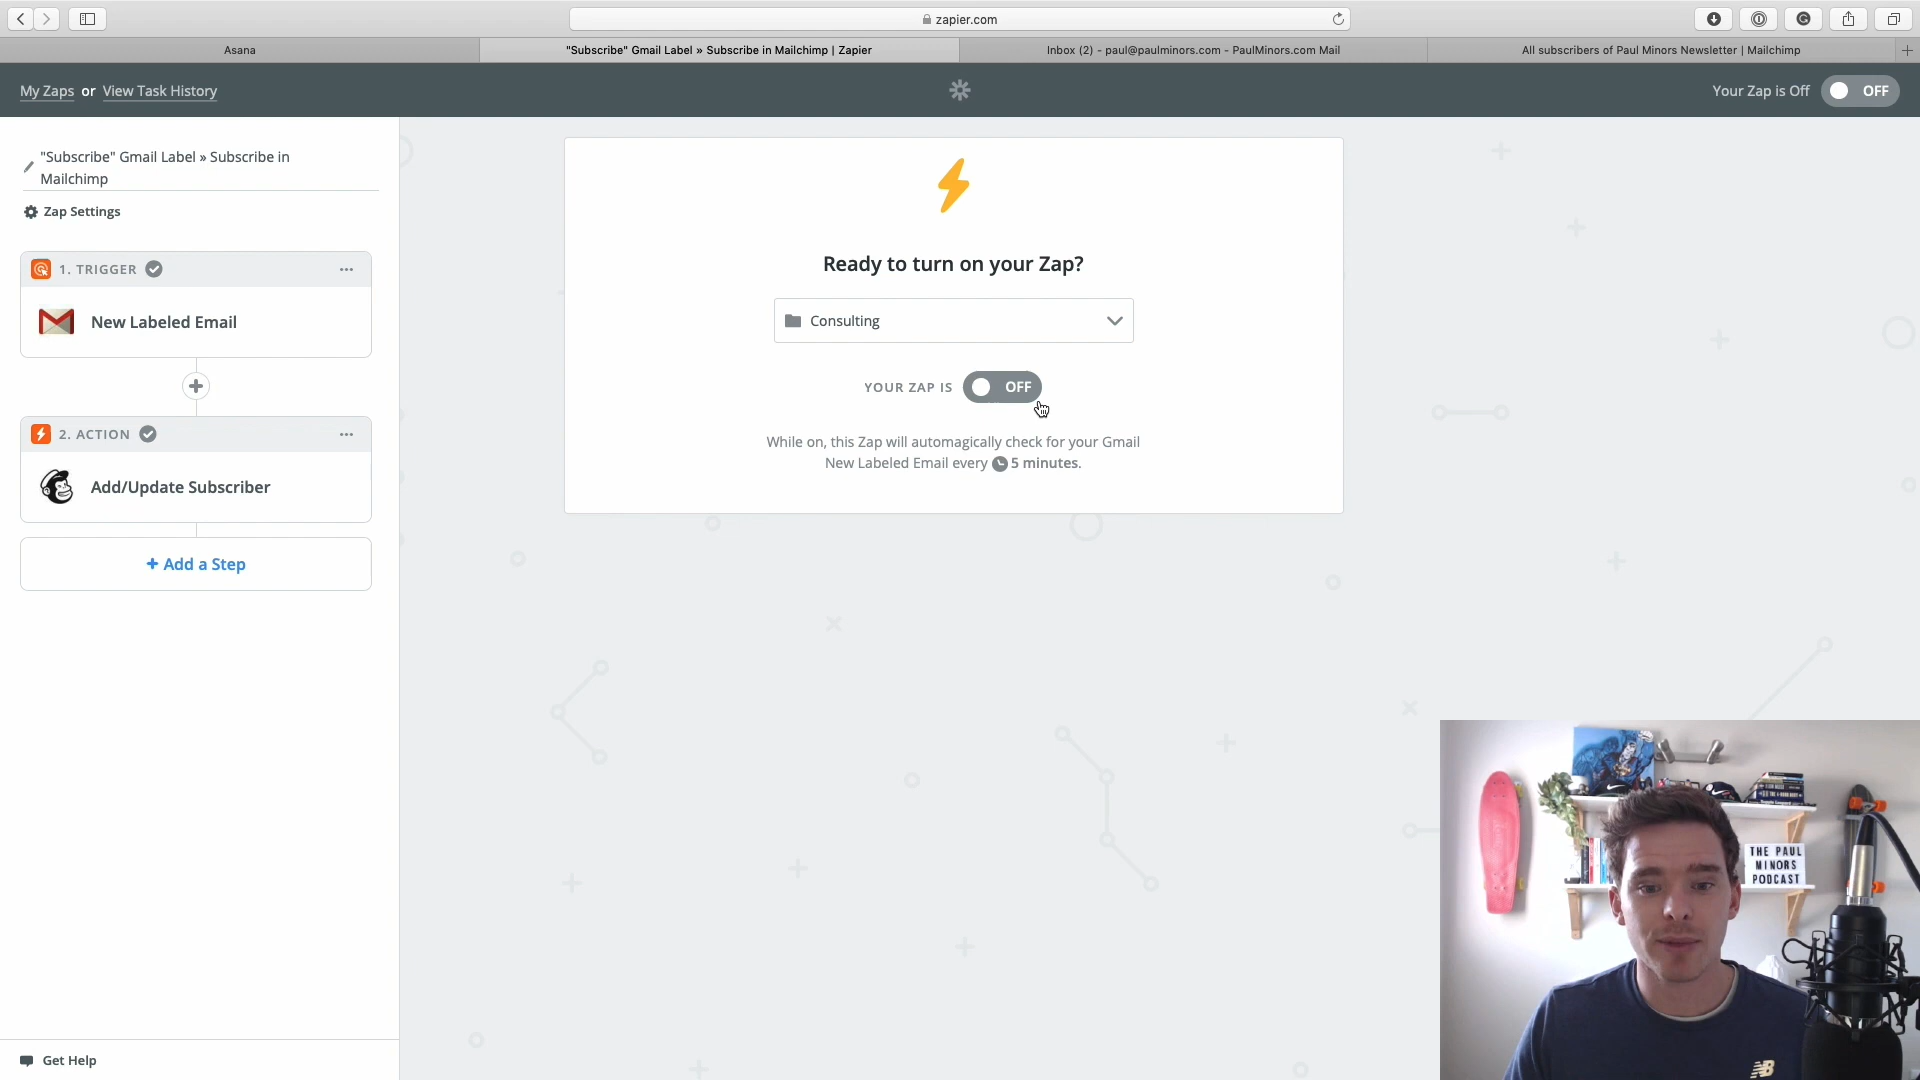 zapier.com
Asana
"Subscribe" Gmail Label » Subscribe in Mailchimp | Zapier
Inbox (2) - paul@paulminors.com - PaulMinors.com Mail
All subscribers of Paul Minors Newsletter | Mailchimp
My Zaps or View Task History
Your Zap is Off
OFF
"Subscribe" Gmail Label » Subscribe in
Mailchimp
Zap Settings
1. TRIGGER
New Labeled Email
2. ACTION
Add/Update Subscriber
+ Add a Step
Get Help
Ready to turn on your Zap?
Consulting
YOUR ZAP IS OFF
While on, this Zap will automagically check for your Gmail
New Labeled Email every 5 minutes.
THE PAUL
MINORS
PODCAST